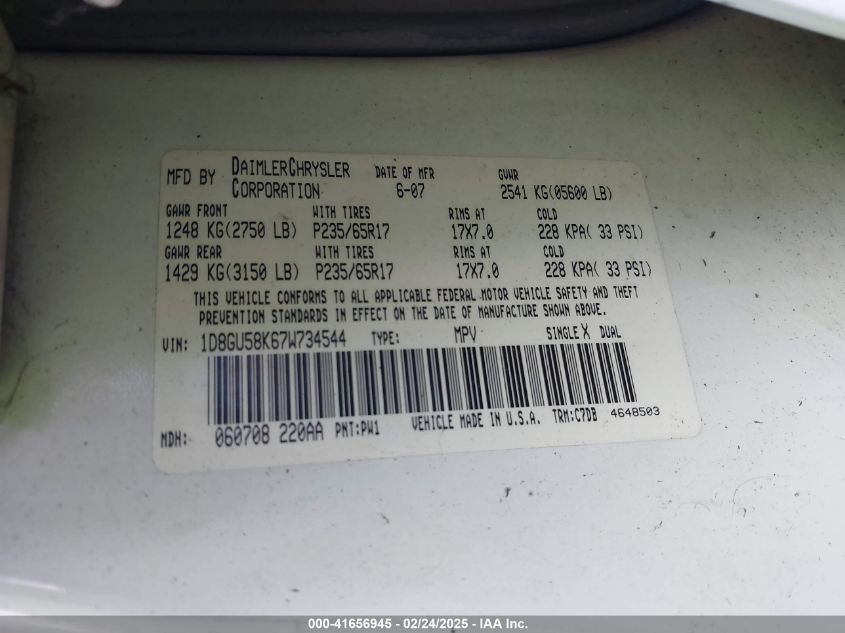 MFD BY DAIMLERCHRYSLER CORPORATION DATE OF MFR 6-07 GVWR 2541 KG(05600 LB)
GAWR FRONT WITH TIRES RIMS AT COLD
1248 KG(2750 LB) P235/65R17 17X7.0 228 KPA( 33 PSI)
GAWR REAR WITH TIRES RIMS AT COLD
1429 KG(3150 LB) P235/65R17 17X7.0 228 KPA( 33 PSI)
THIS VEHICLE CONFORMS TO ALL APPLICABLE FEDERAL MOTOR VEHICLE SAFETY AND THEFT
PREVENTION STANDARDS IN EFFECT ON THE DATE OF MANUFACTURE SHOWN ABOVE.
VIN: 1D8GU58K67W734544 TYPE: MPV SINGLE X DUAL
MDH: 060708 220AA PNT:PW1 VEHICLE MADE IN U.S.A. TRM:C7DB 4648503
000-41656945 / 02/24/2025 - IAA Inc.